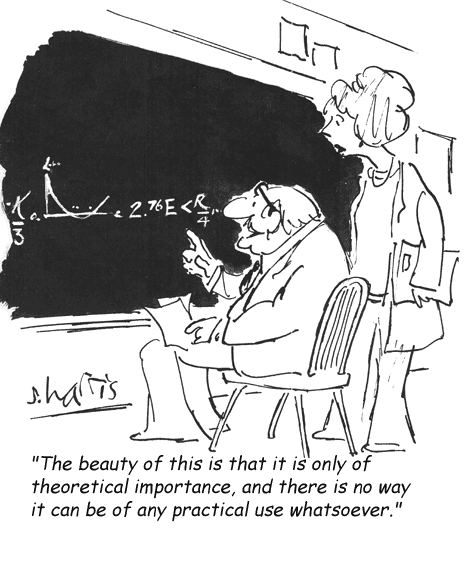 2.76 E < R/4
s.harris
"The beauty of this is that it is only of
theoretical importance, and there is no way
it can be of any practical use whatsoever."